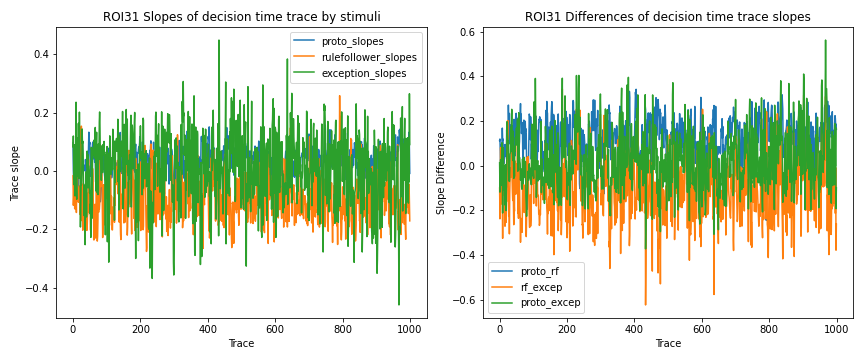 ROI31 Slopes of decision time trace by stimuli
proto_slopes
rulefollower_slopes
exception_slopes
0.4
0.2
0.0
−0.2
−0.4
Trace slope
0 200 400 600 800 1000
Trace
ROI31 Differences of decision time trace slopes
0.6
0.4
0.2
0.0
−0.2
−0.4
−0.6
Slope Difference
proto_rf
rf_excep
proto_excep
0 200 400 600 800 1000
Trace